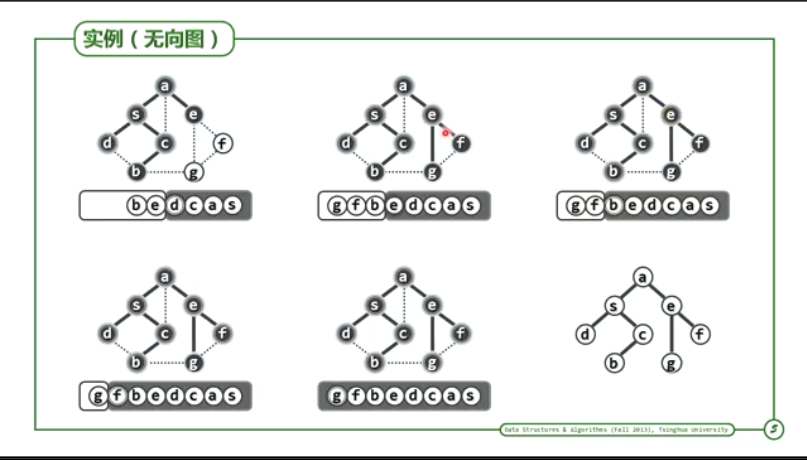 实例（无向图）
a a a
s e s e s e
d c f d c f d c f
b g b g b g
b e d c a s g f b e d c a s g f b e d c a s
a a a
s e s e s e
d c f d c f d c f
b g b g b g
g f b e d c a s g f b e d c a s
Data Structures & Algorithms (Fall 2013), Tsinghua University 5